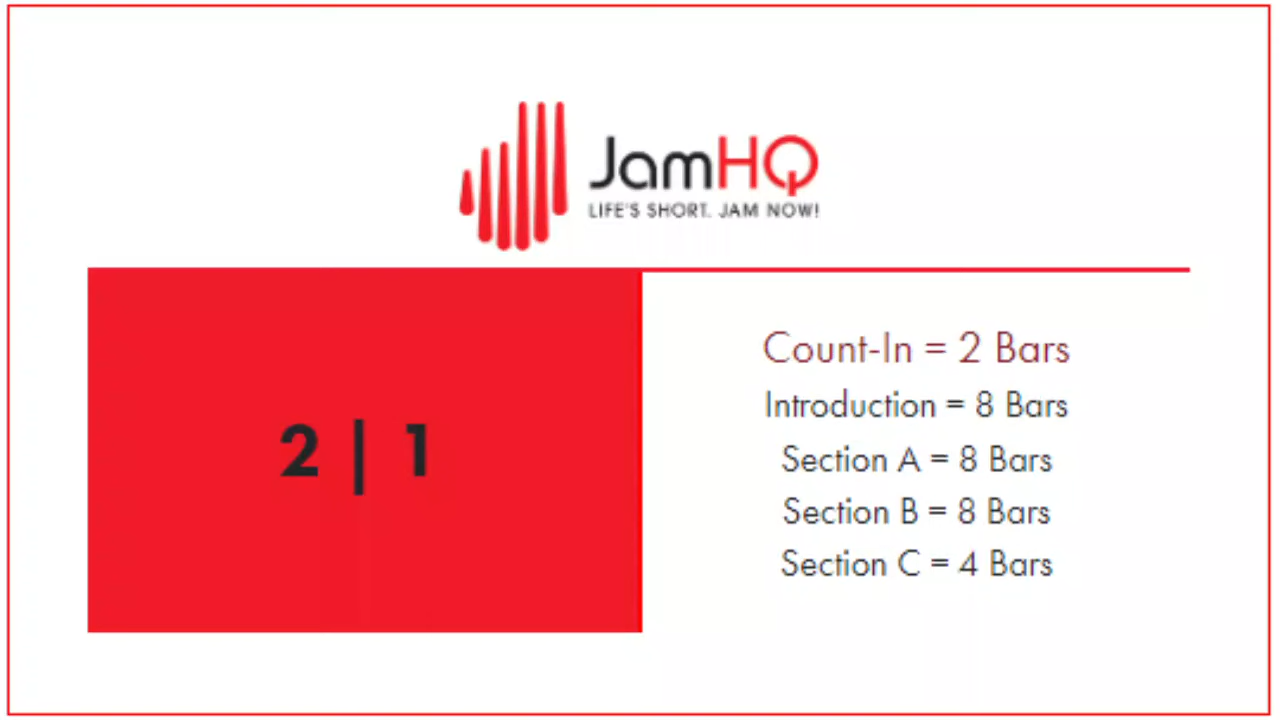 JamHQ
LIFE'S SHORT. JAM NOW!
2 | 1
Count-In = 2 Bars
Introduction = 8 Bars
Section A = 8 Bars
Section B = 8 Bars
Section C = 4 Bars